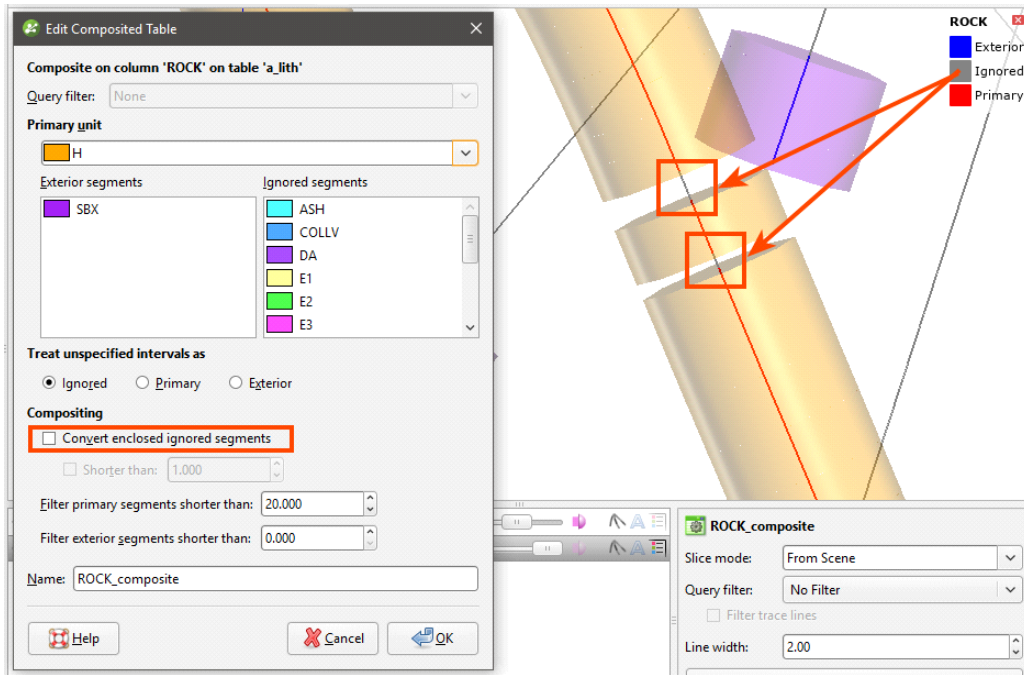 Edit Composited Table
Composite on column 'ROCK' on table 'a_lith'
Query filter: None
Primary unit
H
Exterior segments Ignored segments
SBX ASH
COLLV
DA
E1
E2
E3
Treat unspecified intervals as
Ignored Primary Exterior
Compositing
Convert enclosed ignored segments
Shorter than: 1.000
Filter primary segments shorter than: 20.000
Filter exterior segments shorter than: 0.000
Name: ROCK_composite
Help Cancel OK
ROCK
Exterior
Ignored
Primary
ROCK_composite
Slice mode: From Scene
Query filter: No Filter
Filter trace lines
Line width: 2.00